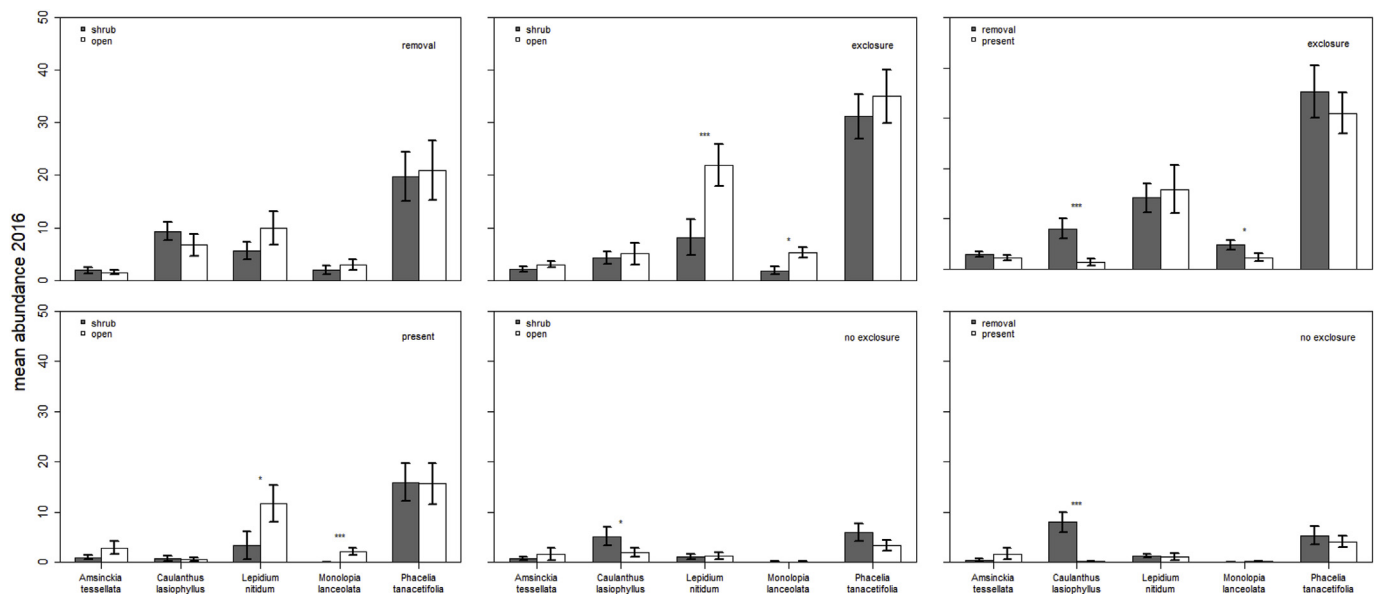 mean abundance 2016
50
40
30
20
10
0
shrub
open
removal
shrub
open
***
*
exclosure
removal
present
***
*
exclosure
50
40
30
20
10
0
shrub
open
*
***
present
Amsinckia tessellata
Caulanthus lasiophyllus
Lepidium nitidum
Monolopia lanceolata
Phacelia tanacetifolia
shrub
open
*
no exclosure
Amsinckia tessellata
Caulanthus lasiophyllus
Lepidium nitidum
Monolopia lanceolata
Phacelia tanacetifolia
removal
present
***
no exclosure
Amsinckia tessellata
Caulanthus lasiophyllus
Lepidium nitidum
Monolopia lanceolata
Phacelia tanacetifolia